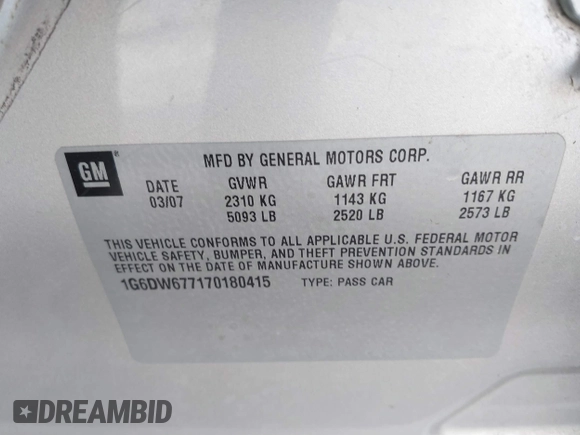 GM
MFD BY GENERAL MOTORS CORP.
DATE GVWR GAWR FRT GAWR RR
03/07 2310 KG 1143 KG 1167 KG
5093 LB 2520 LB 2573 LB
THIS VEHICLE CONFORMS TO ALL APPLICABLE U.S. FEDERAL MOTOR
VEHICLE SAFETY, BUMPER, AND THEFT PREVENTION STANDARDS IN
EFFECT ON THE DATE OF MANUFACTURE SHOWN ABOVE.
1G6DW677170180415 TYPE: PASS CAR
DREAMBID